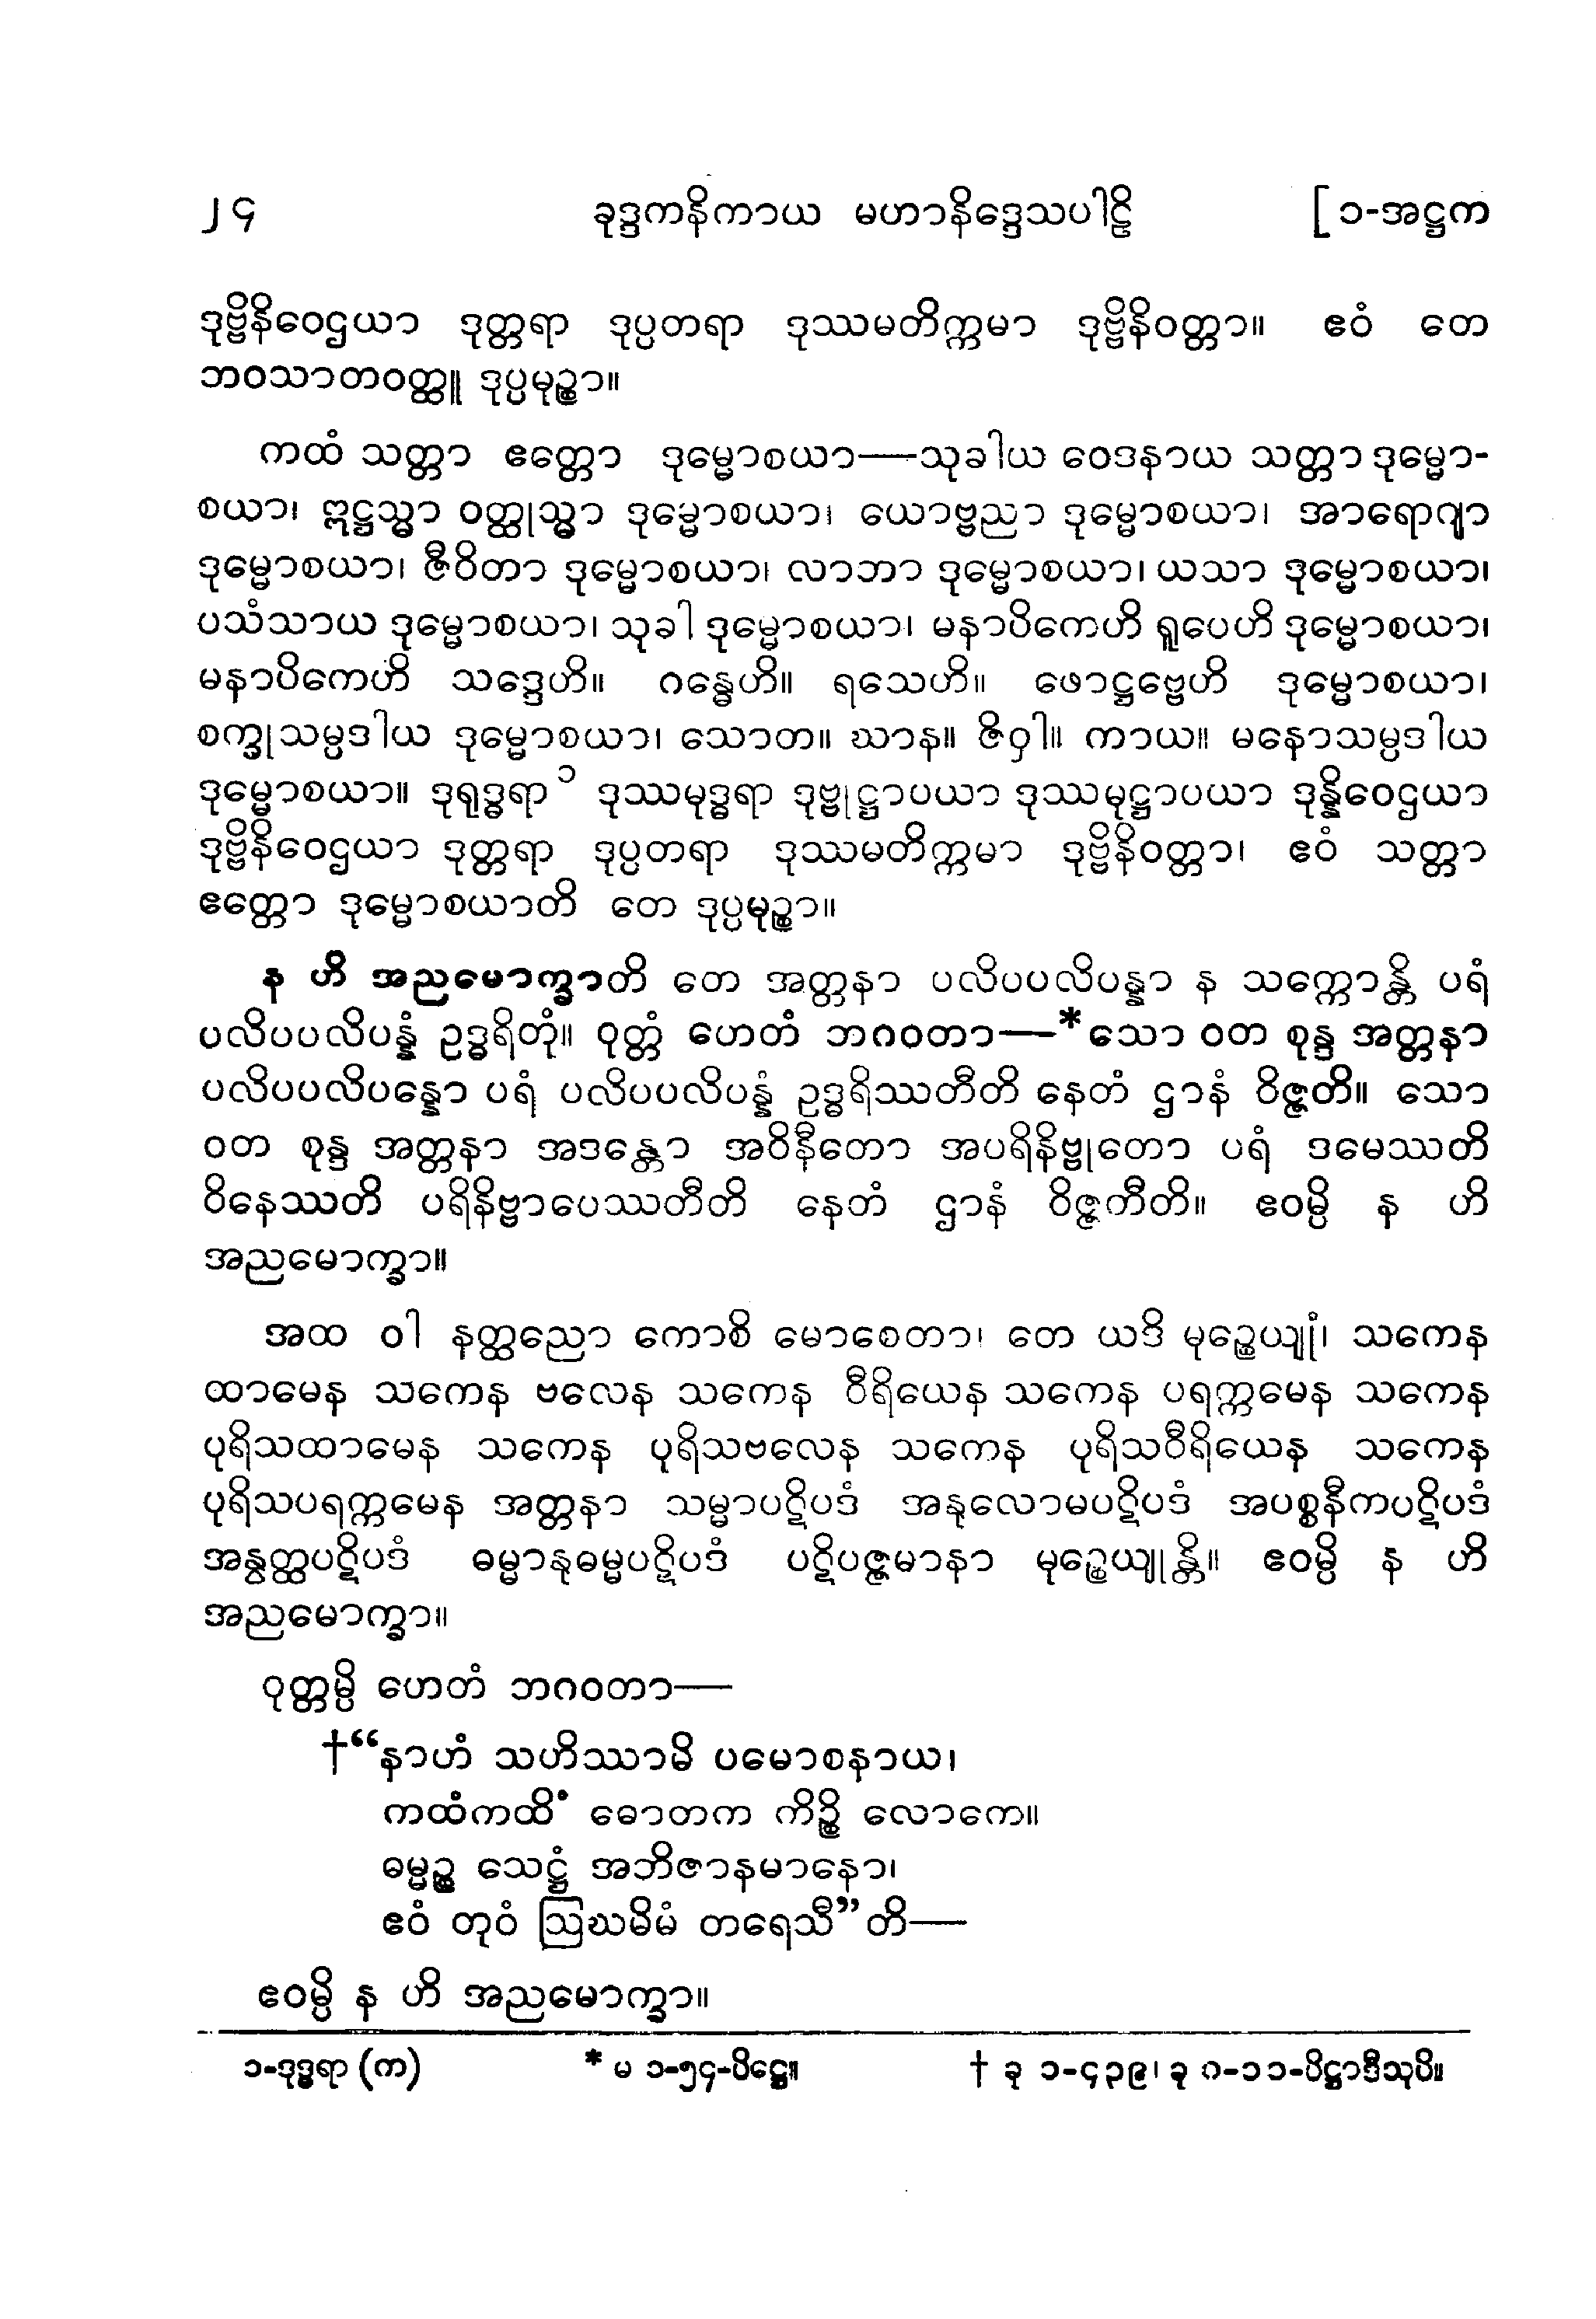 ၂၄ ခုဒ္ဒကနိကာယ မဟာနိဒ္ဒေသပါဠိ [ ၁-အဋ္ဌက
ဒုဗ္ဗိနိဝေဌယာ ဒုတ္တရာ ဒုပ္ပတရာ ဒုဿမတိက္ကမာ ဒုဗ္ဗိနိဝတ္တာ။ ဧဝံ တေ
ဘဝသာတဝတ္ထူ ဒုပ္ပမုဉ္စာ။
ကထံ သတ္တာ ဧတ္တော ဒုမ္မောစယာ—သုခါယ ဝေဒနာယ သတ္တာ ဒုမ္မော-
စယာ၊ ဣဋ္ဌသ္မာ ဝတ္ထုသ္မာ ဒုမ္မောစယာ၊ ယောဗ္ဗညာ ဒုမ္မောစယာ၊ အာရောဂျာ
ဒုမ္မောစယာ၊ ဇီဝိတာ ဒုမ္မောစယာ၊ လာဘာ ဒုမ္မောစယာ၊ ယသာ ဒုမ္မောစယာ၊
ပသံသာယ ဒုမ္မောစယာ၊ သုခါ ဒုမ္မောစယာ၊ မနာပိကေဟိ ရူပေဟိ ဒုမ္မောစယာ၊
မနာပိကေဟိ သဒ္ဒေဟိ။ ဂန္ဓေဟိ။ ရသေဟိ။ ဖောဋ္ဌဗ္ဗေဟိ ဒုမ္မောစယာ၊
စက္ခုသမ္ပဒါယ ဒုမ္မောစယာ၊ သောတ။ ဃာန။ ဇိဝှါ။ ကာယ။ မနောသမ္ပဒါယ
ဒုမ္မောစယာ။ ဒုရုဒ္ဓရာ၁ ဒုဿမုဒ္ဓရာ ဒုဗ္ဗုဋ္ဌာပယာ ဒုဿမုဋ္ဌာပယာ ဒုန္နိဝေဌယာ
ဒုဗ္ဗိနိဝေဌယာ ဒုတ္တရာ ဒုပ္ပတရာ ဒုဿမတိက္ကမာ ဒုဗ္ဗိနိဝတ္တာ၊ ဧဝံ သတ္တာ
ဧတ္တော ဒုမ္မောစယာတိ တေ ဒုပ္ပမုဉ္စာ။
န ဟိ အညမောက္ခာတိ တေ အတ္တနာ ပလိပပလိပန္နာ န သက္ကောန္တိ ပရံ
ပလိပပလိပန္နံ ဥဒ္ဓရိတုံ။ ဝုတ္တံ ဟေတံ ဘဂဝတာ—*သော ဝတ စုန္ဒ အတ္တနာ
ပလိပပလိပန္နော ပရံ ပလိပပလိပန္နံ ဥဒ္ဓရိဿတီတိ နေတံ ဌာနံ ဝိဇ္ဇတိ။ သော
ဝတ စုန္ဒ အတ္တနာ အဒန္တော အဝိနီတော အပရိနိဗ္ဗုတော ပရံ ဒမေဿတိ
ဝိနေဿတိ ပရိနိဗ္ဗာပေဿတီတိ နေတံ ဌာနံ ဝိဇ္ဇတီတိ။ ဧဝမ္ပိ န ဟိ
အညမောက္ခာ။
အထ ဝါ နတ္ထညော ကောစိ မောစေတာ၊ တေ ယဒိ မုဉ္စေယျုံ၊ သကေန
ထာမေန သကေန ဗလေန သကေန ဝီရိယေန သကေန ပရက္ကမေန သကေန
ပုရိသထာမေန သကေန ပုရိသဗလေန သကေန ပုရိသဝီရိယေန သကေန
ပုရိသပရက္ကမေန အတ္တနာ သမ္မာပဋိပဒံ အနုလောမပဋိပဒံ အပစ္စနီကပဋိပဒံ
အနွတ္ထပဋိပဒံ ဓမ္မာနုဓမ္မပဋိပဒံ ပဋိပဇ္ဇမာနာ မုဉ္စေယျုန္တိ။ ဧဝမ္ပိ န ဟိ
အညမောက္ခာ။
ဝုတ္တမ္ပိ ဟေတံ ဘဂဝတာ—
†“နာဟံ သဟိဿာမိ ပမောစနာယ၊
ကထံကထိံ ဓောတက ကိဉ္စိ လောကေ။
ဓမ္မဉ္စ သေဋ္ဌံ အဘိဇာနမာနော၊
ဧဝံ တုဝံ ဩဃမိမံ တရေသီ”တိ—
ဧဝမ္ပိ န ဟိ အညမောက္ခာ။
၁-ဒုဒ္ဓရာ (က) * မ ၁-၅၄-ပိဋ္ဌေ။ † ခု ၁-၄၃၉၊ ခု ဂ-၁၁-ပိဋ္ဌာဒီသုပိ။